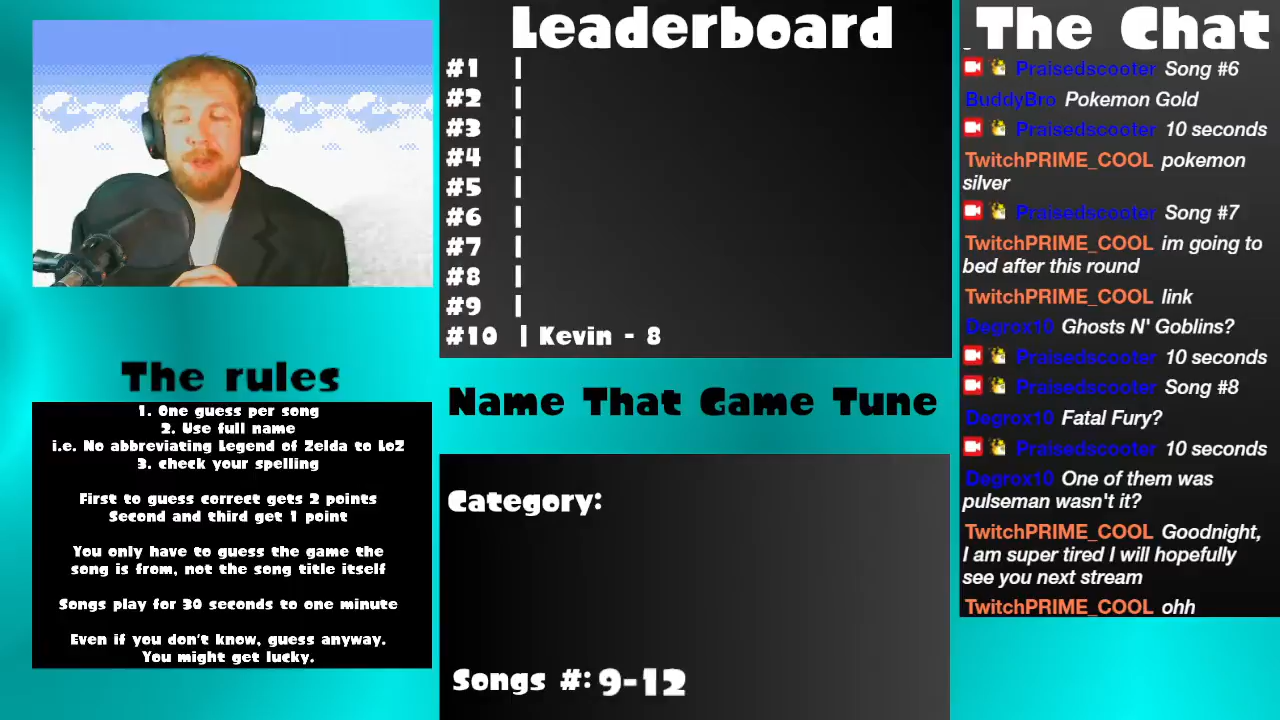 Leaderboard
#1 |
#2 |
#3 |
#4 |
#5 |
#6 |
#7 |
#8 |
#9 |
#10 | Kevin - 8
The rules
1. One guess per song
2. Use full name
i.e. No abbreviating Legend of Zelda to LoZ
3. check your spelling
First to guess correct gets 2 points
Second and third get 1 point
You only have to guess the game the
song is from, not the song title itself
Songs play for 30 seconds to one minute
Even if you don't know, guess anyway.
You might get lucky.
Name That Game Tune
Category:
Songs #: 9-12
The Chat
Praisedscooter Song #6
BuddyBro Pokemon Gold
Praisedscooter 10 seconds
TwitchPRIME_COOL pokemon
silver
Praisedscooter Song #7
TwitchPRIME_COOL im going to
bed after this round
TwitchPRIME_COOL link
Degrox10 Ghosts N' Goblins?
Praisedscooter 10 seconds
Praisedscooter Song #8
Degrox10 Fatal Fury?
Praisedscooter 10 seconds
Degrox10 One of them was
pulseman wasn't it?
TwitchPRIME_COOL Goodnight,
I am super tired I will hopefully
see you next stream
TwitchPRIME_COOL ohh